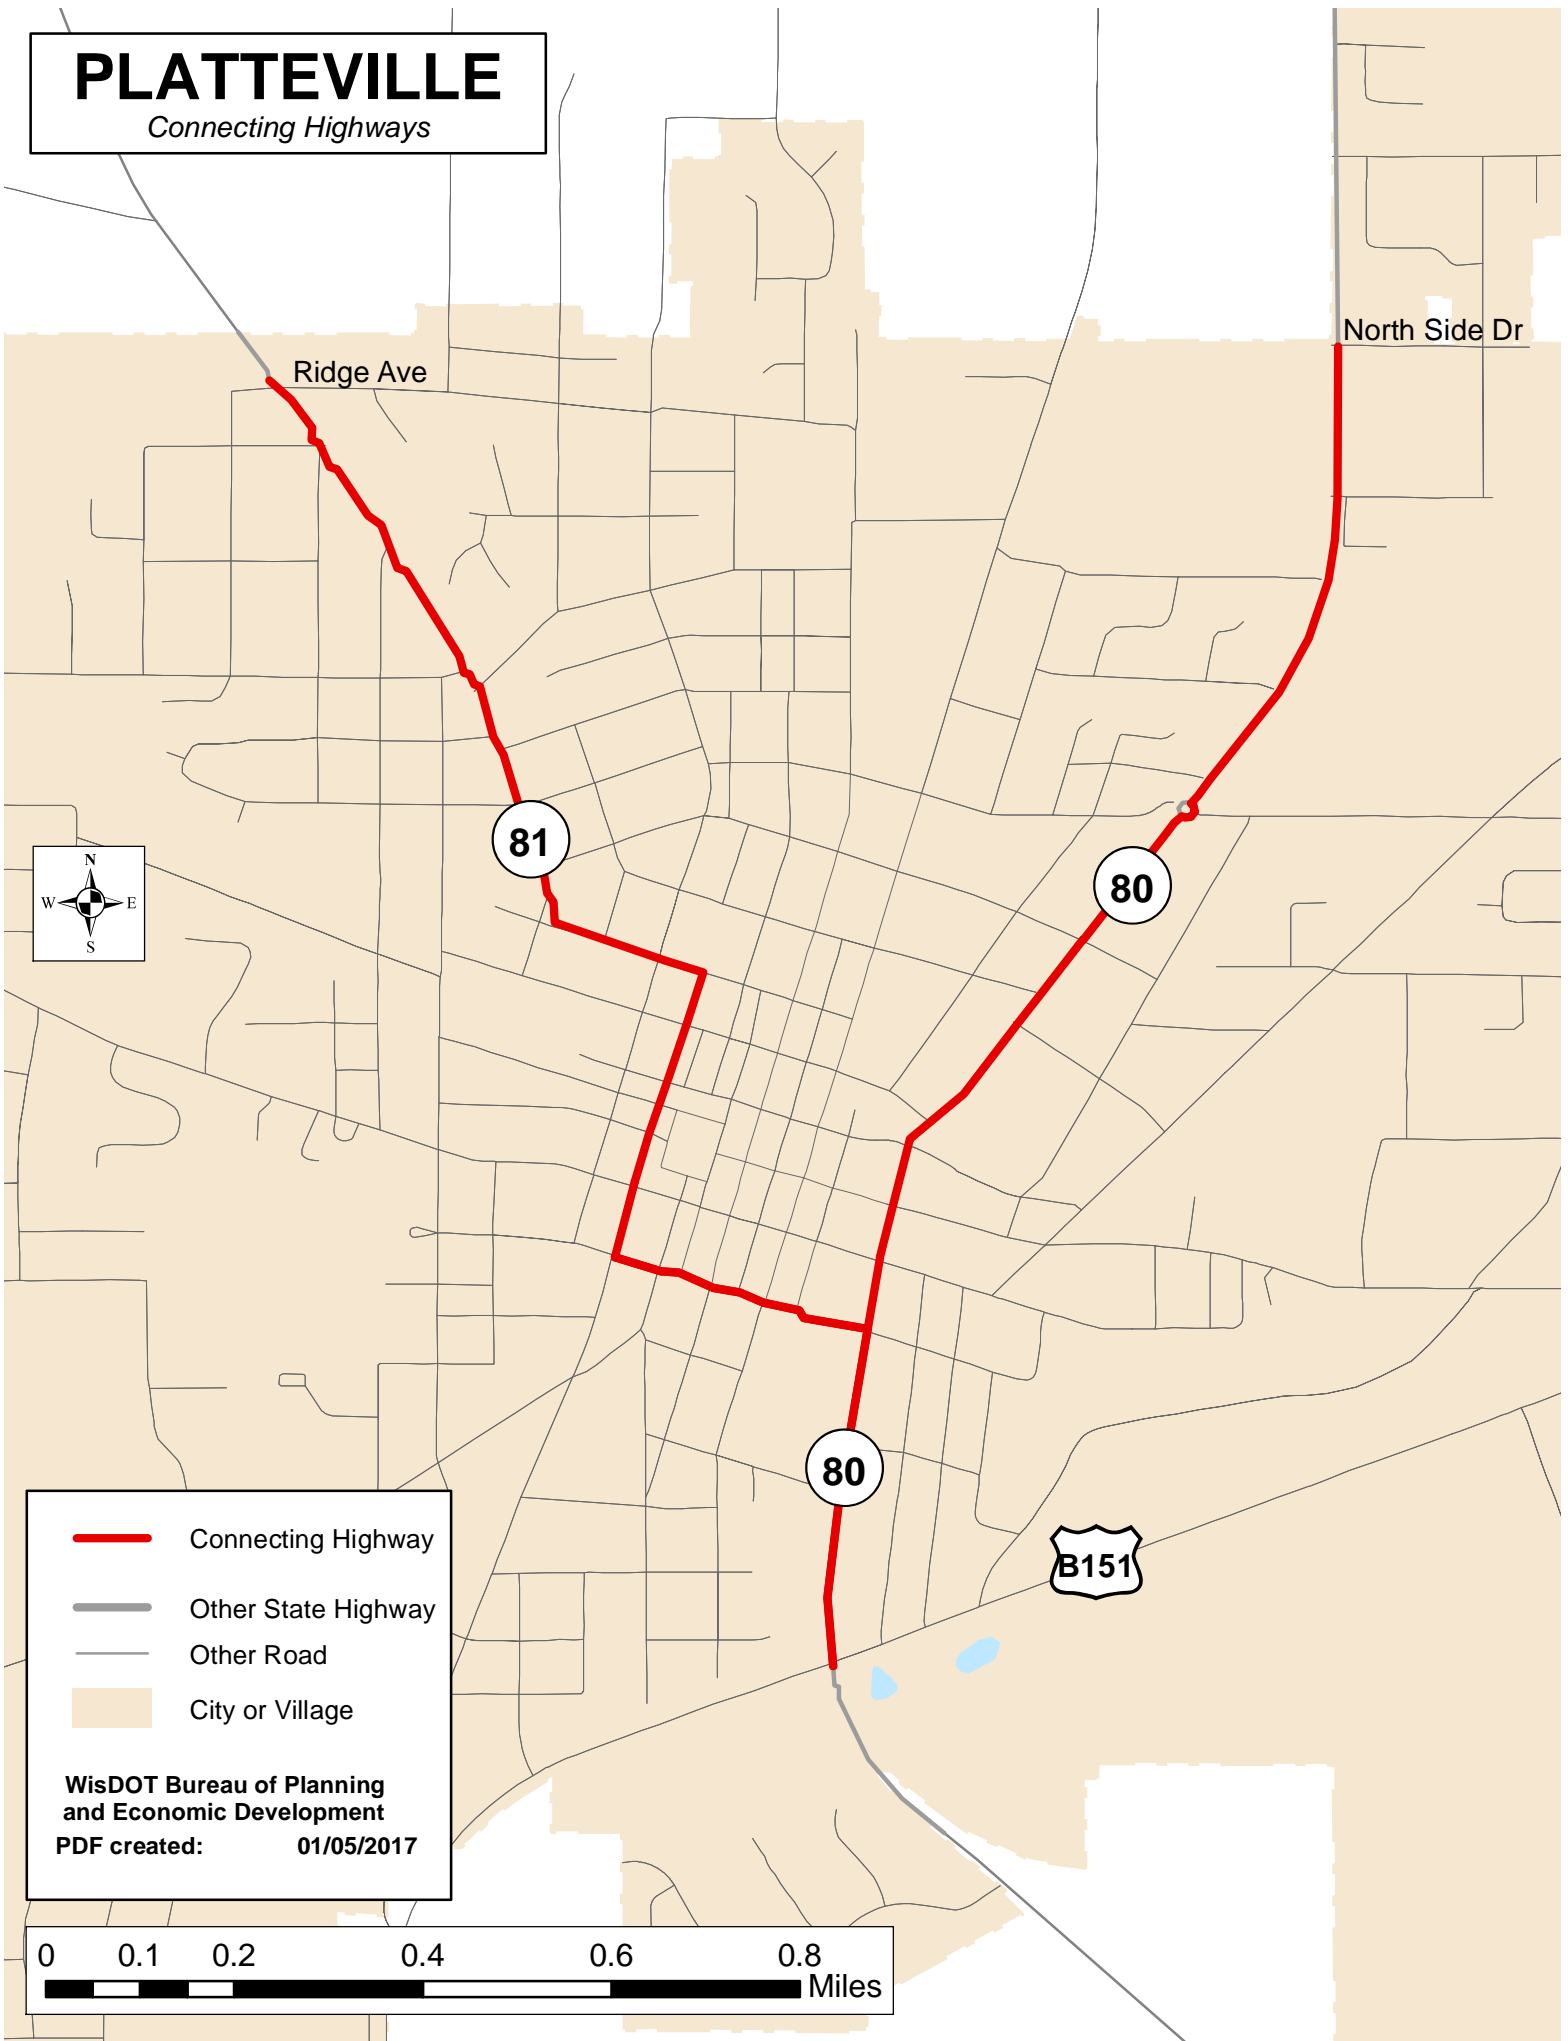 PLATTEVILLE
Connecting Highways
North Side Dr
Ridge Ave
81
80
N
W E
S
80
B151
Connecting Highway
Other State Highway
Other Road
City or Village
WisDOT Bureau of Planning
and Economic Development
PDF created: 01/05/2017
0 0.1 0.2 0.4 0.6 0.8
Miles